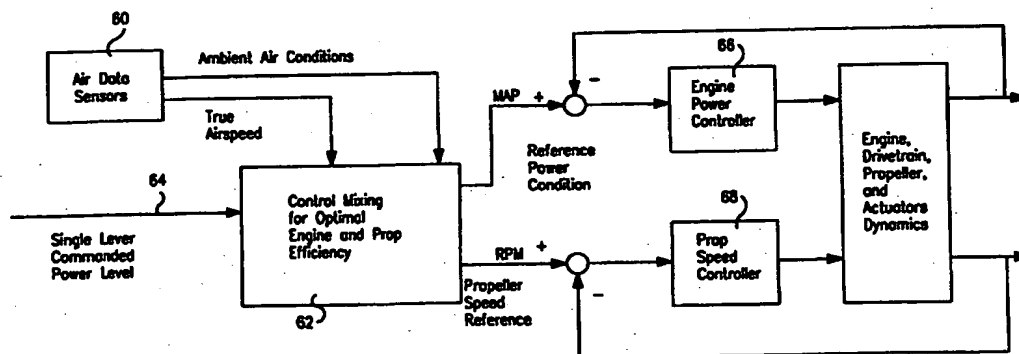 60
Air Data
Sensors
Ambient Air Conditions
True
Airspeed
64
Single Lever
Commanded
Power Level
Control Mixing
for Optimal
Engine and Prop
Efficiency
62
MAP +
-
Reference
Power
Condition
66
Engine
Power
Controller
RPM +
-
Propeller
Speed
Reference
68
Prop
Speed
Controller
Engine,
Drivetrain,
Propeller,
and
Actuators
Dynamics